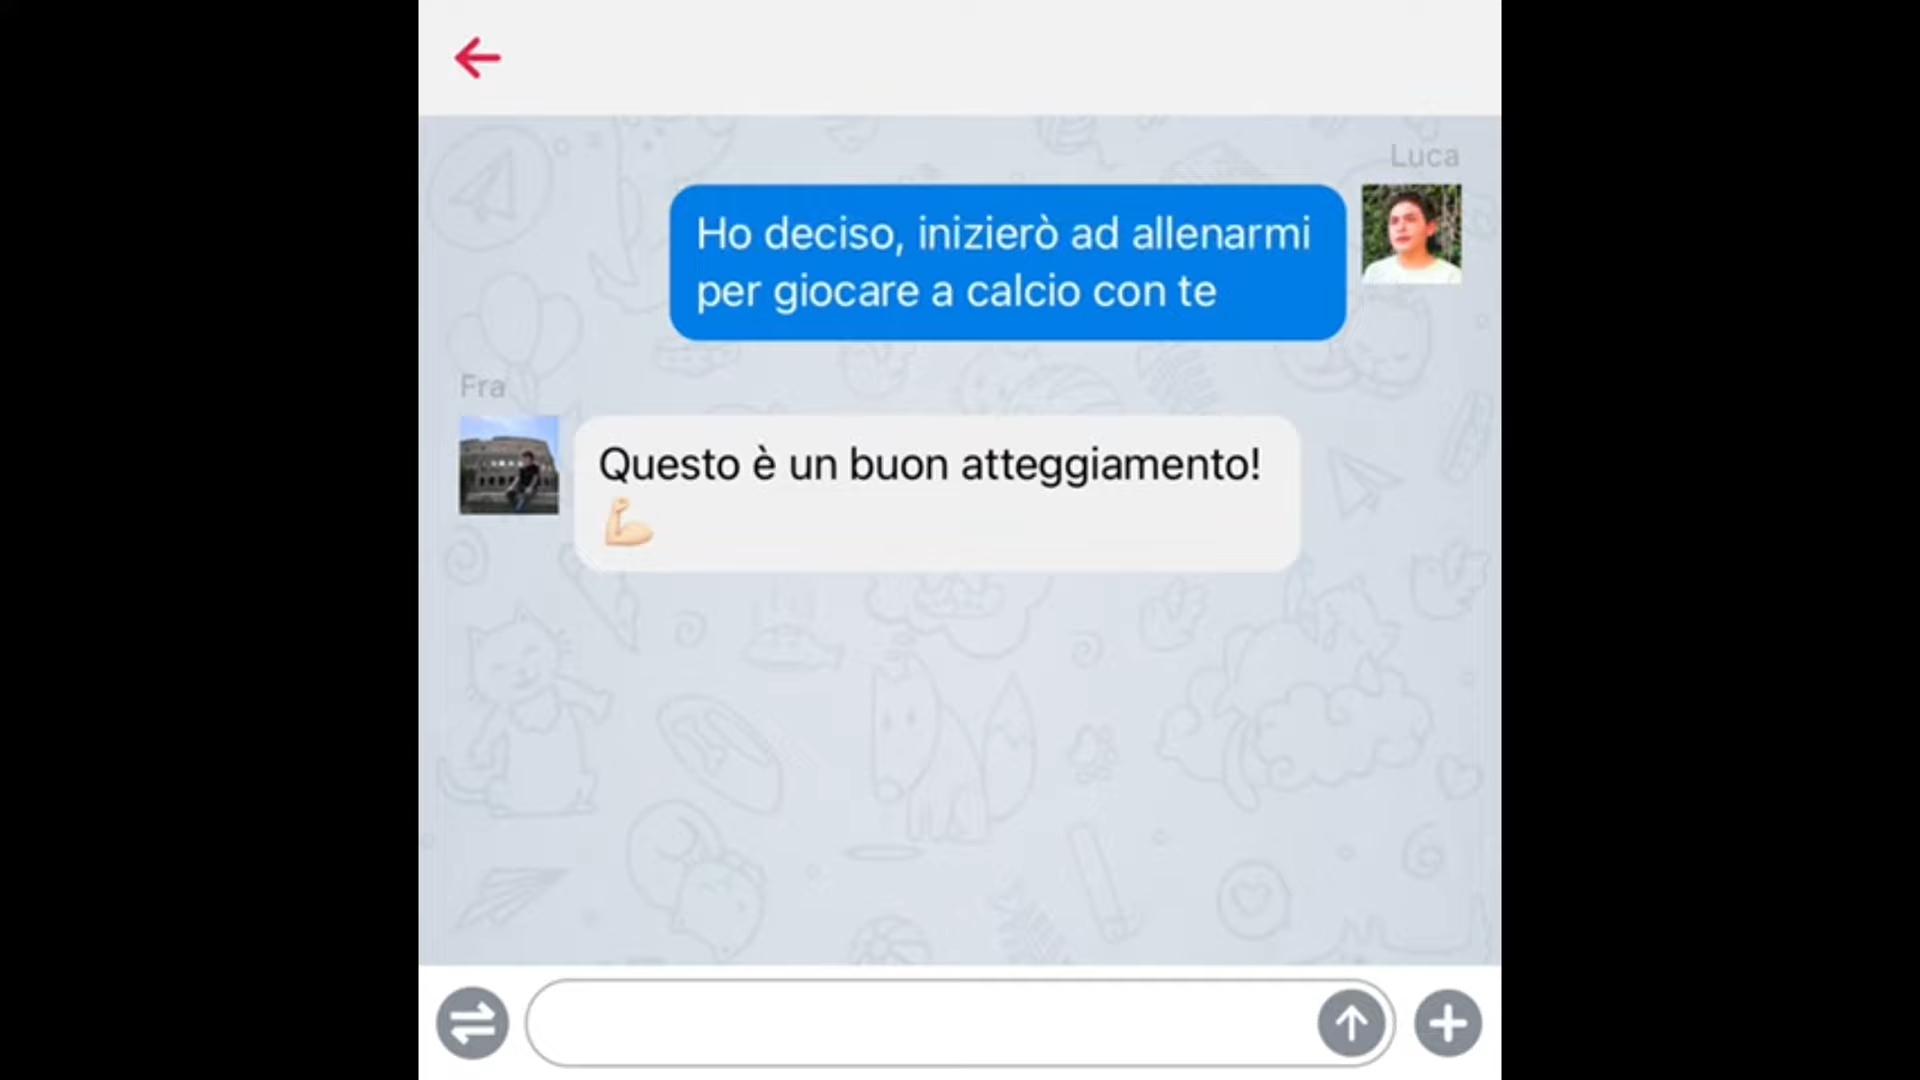 Luca
Ho deciso, inizierò ad allenarmi
per giocare a calcio con te
Fra
Questo è un buon atteggiamento!
💪🏻